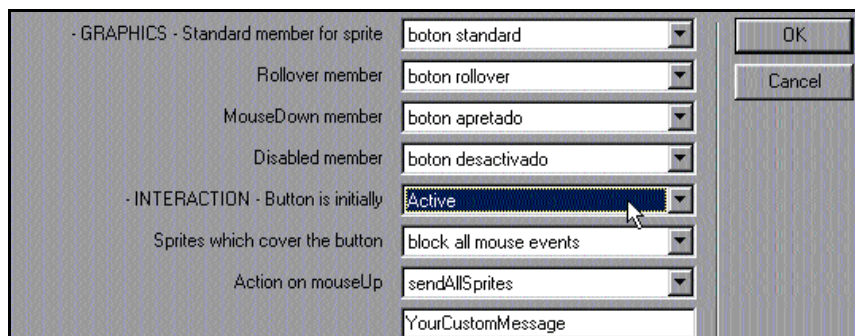 - GRAPHICS - Standard member for sprite boton standard OK
Rollover member boton rollover Cancel
MouseDown member boton apretado
Disabled member boton desactivado
- INTERACTION - Button is initially Active
Sprites which cover the button block all mouse events
Action on mouseUp sendAllSprites
YourCustomMessage